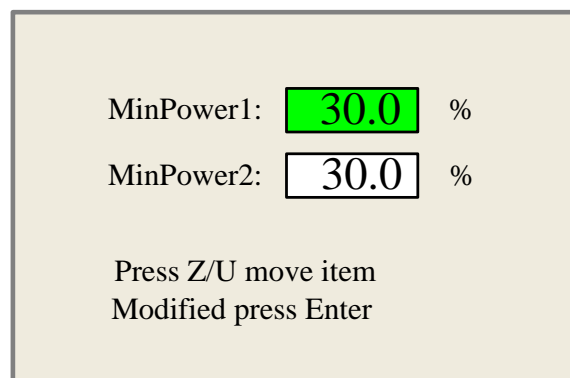 MinPower1: 30.0 %
MinPower2: 30.0 %
Press Z/U move item
Modified press Enter